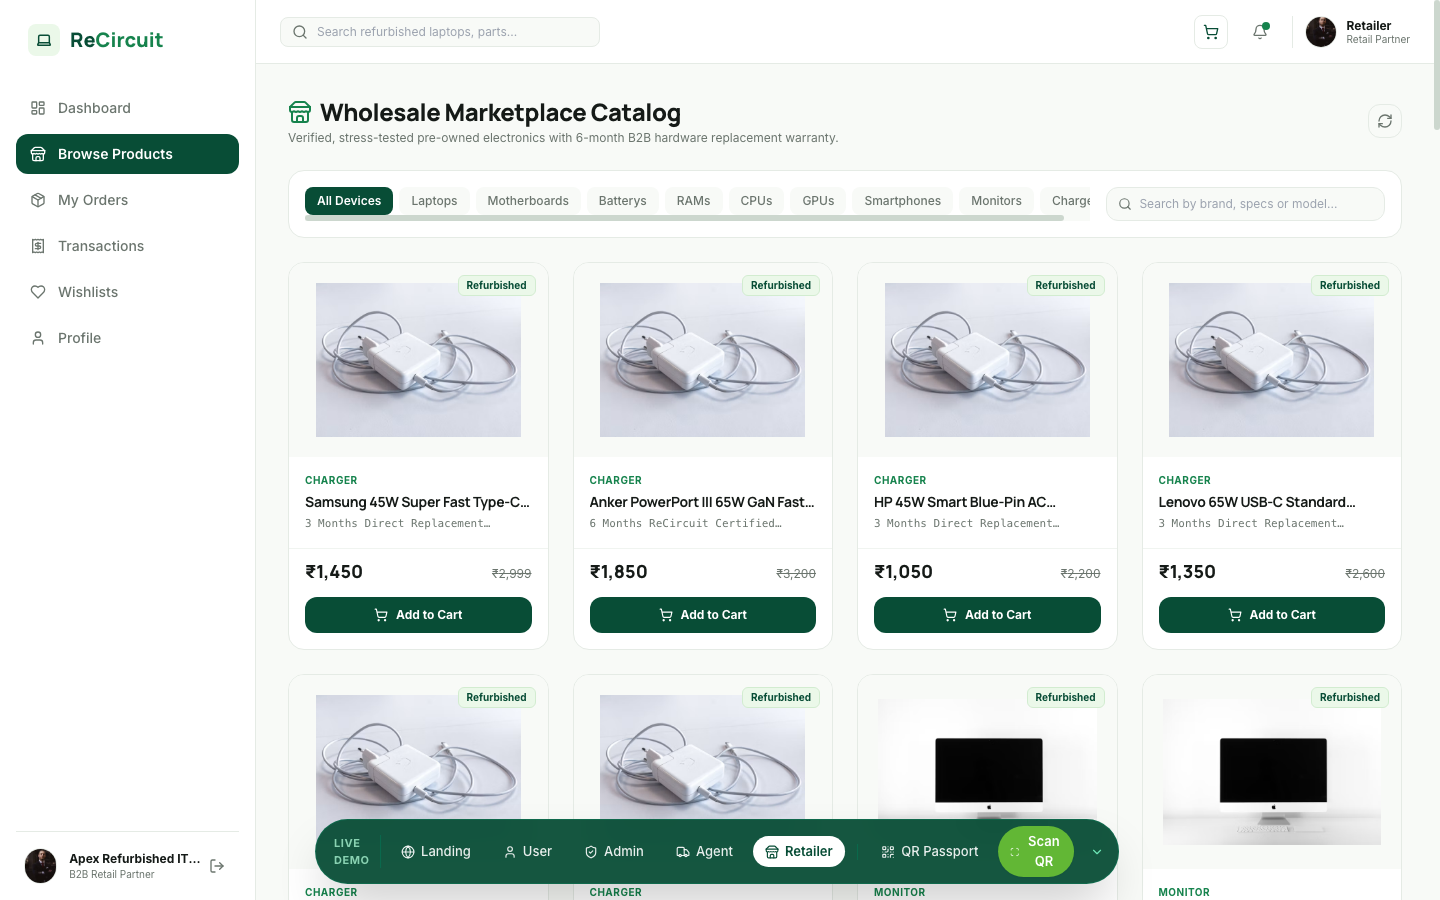 ReCircuit
Search refurbished laptops, parts...
Retailer
Retail Partner
Dashboard
Browse Products
My Orders
Transactions
Wishlists
Profile
Wholesale Marketplace Catalog
Verified, stress-tested pre-owned electronics with 6-month B2B hardware replacement warranty.
All Devices Laptops Motherboards Batterys RAMs CPUs GPUs Smartphones Monitors Charge
Search by brand, specs or model...
Refurbished Refurbished Refurbished Refurbished
CHARGER CHARGER CHARGER CHARGER
Samsung 45W Super Fast Type-C... Anker PowerPort III 65W GaN Fast... HP 45W Smart Blue-Pin AC... Lenovo 65W USB-C Standard...
3 Months Direct Replacement... 6 Months ReCircuit Certified... 3 Months Direct Replacement... 3 Months Direct Replacement...
₹1,450 ₹2,999 ₹1,850 ₹3,200 ₹1,050 ₹2,200 ₹1,350 ₹2,600
Add to Cart Add to Cart Add to Cart Add to Cart
Refurbished Refurbished Refurbished Refurbished
LIVE DEMO Landing User Admin Agent Retailer QR Passport Scan QR
CHARGER CHARGER MONITOR MONITOR
Apex Refurbished IT...
B2B Retail Partner